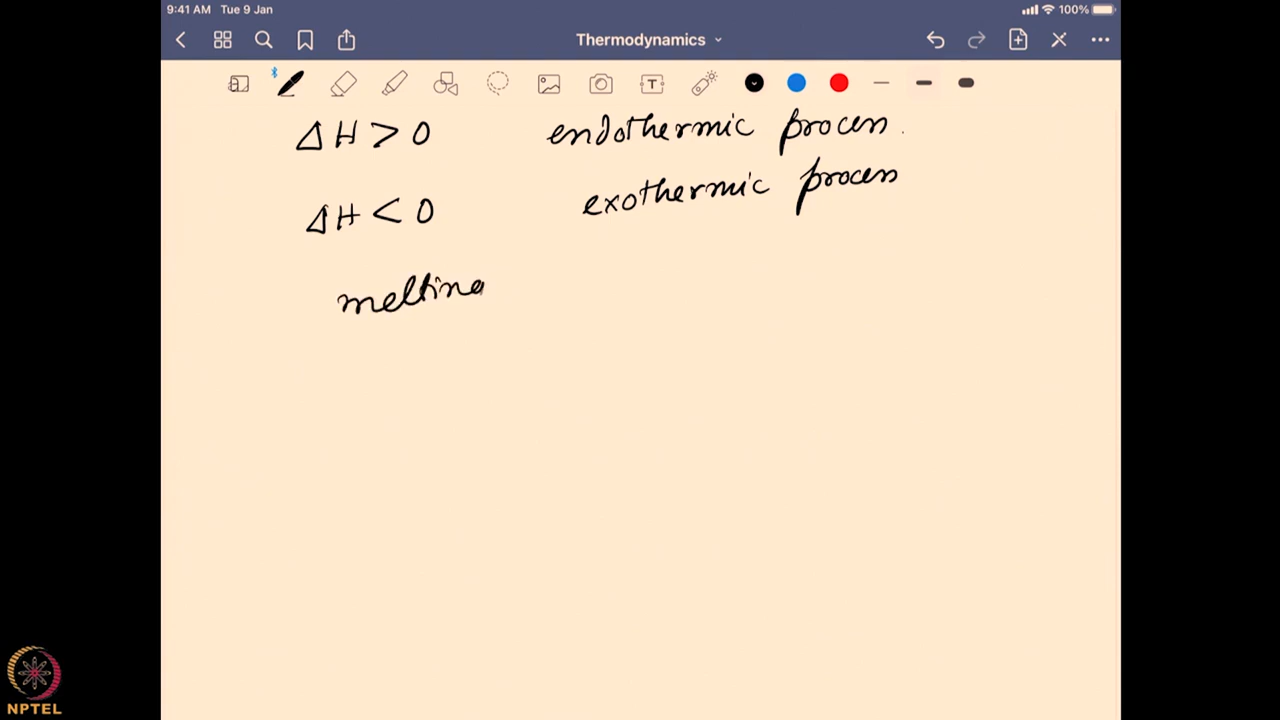 9:41 AM Tue 9 Jan 100%
Thermodynamics
T
ΔH > 0 endothermic process.
ΔH < 0 exothermic process
melting
NPTEL